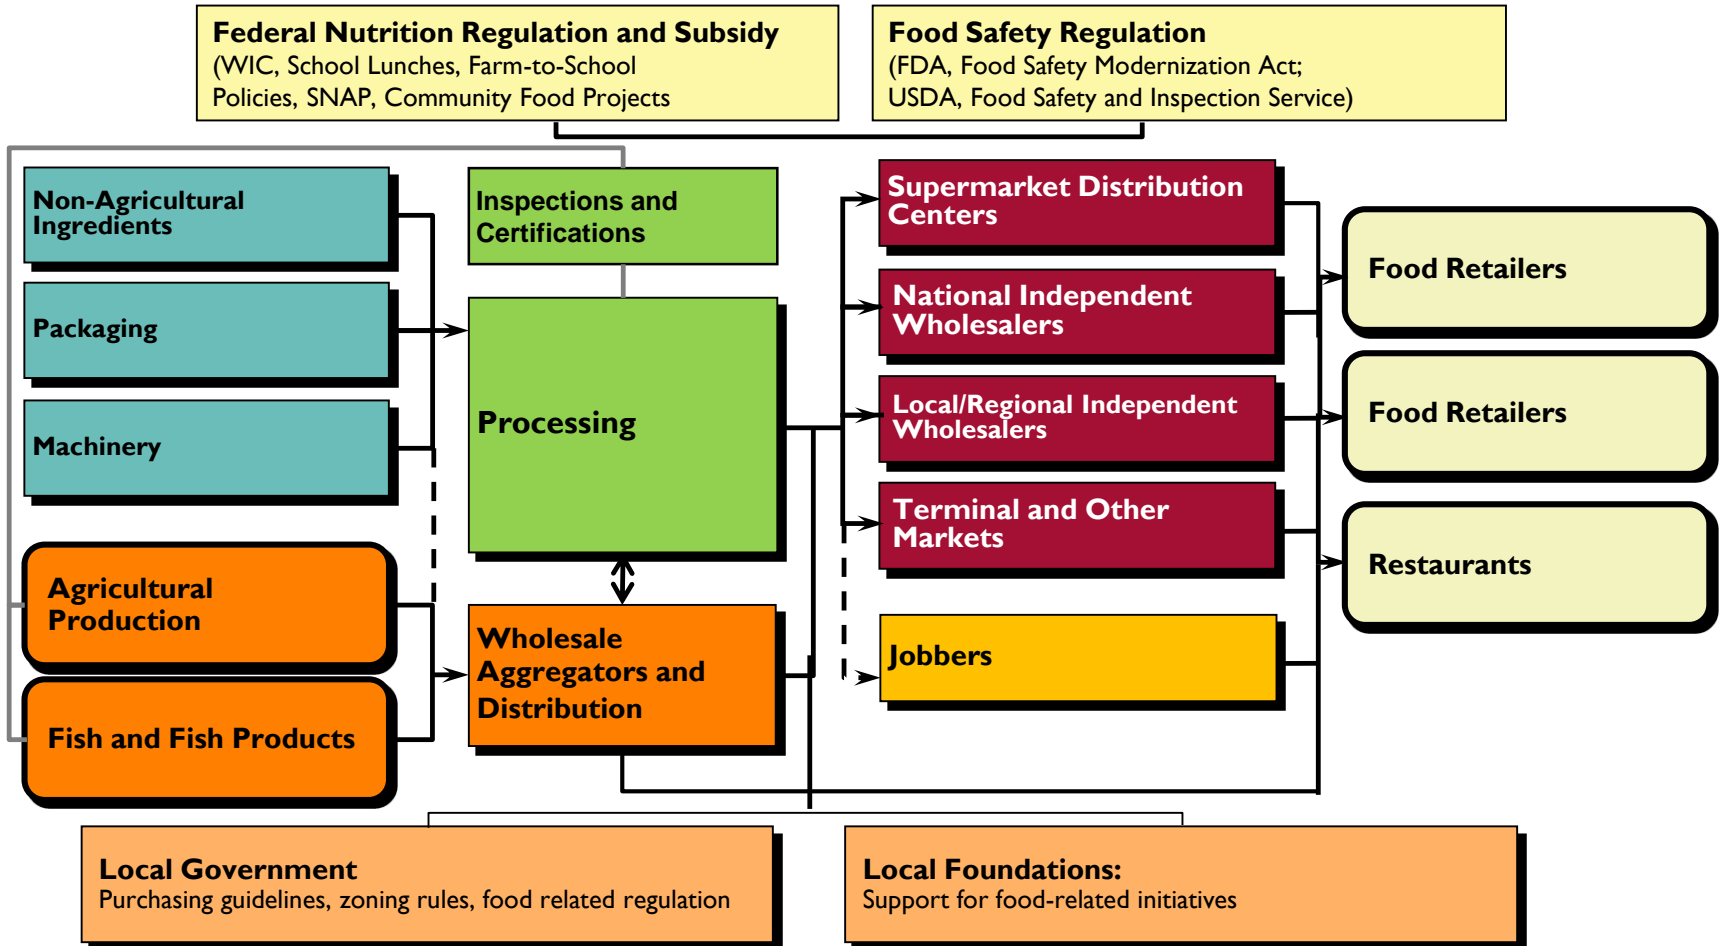 Federal Nutrition Regulation and Subsidy
(WIC, School Lunches, Farm-to-School
Policies, SNAP, Community Food Projects
Food Safety Regulation
(FDA, Food Safety Modernization Act;
USDA, Food Safety and Inspection Service)
Non-Agricultural
Ingredients
Packaging
Machinery
Agricultural
Production
Fish and Fish Products
Inspections and
Certifications
Processing
Wholesale
Aggregators and
Distribution
Supermarket Distribution
Centers
National Independent
Wholesalers
Local/Regional Independent
Wholesalers
Terminal and Other
Markets
Jobbers
Food Retailers
Food Retailers
Restaurants
Local Government
Purchasing guidelines, zoning rules, food related regulation
Local Foundations:
Support for food-related initiatives